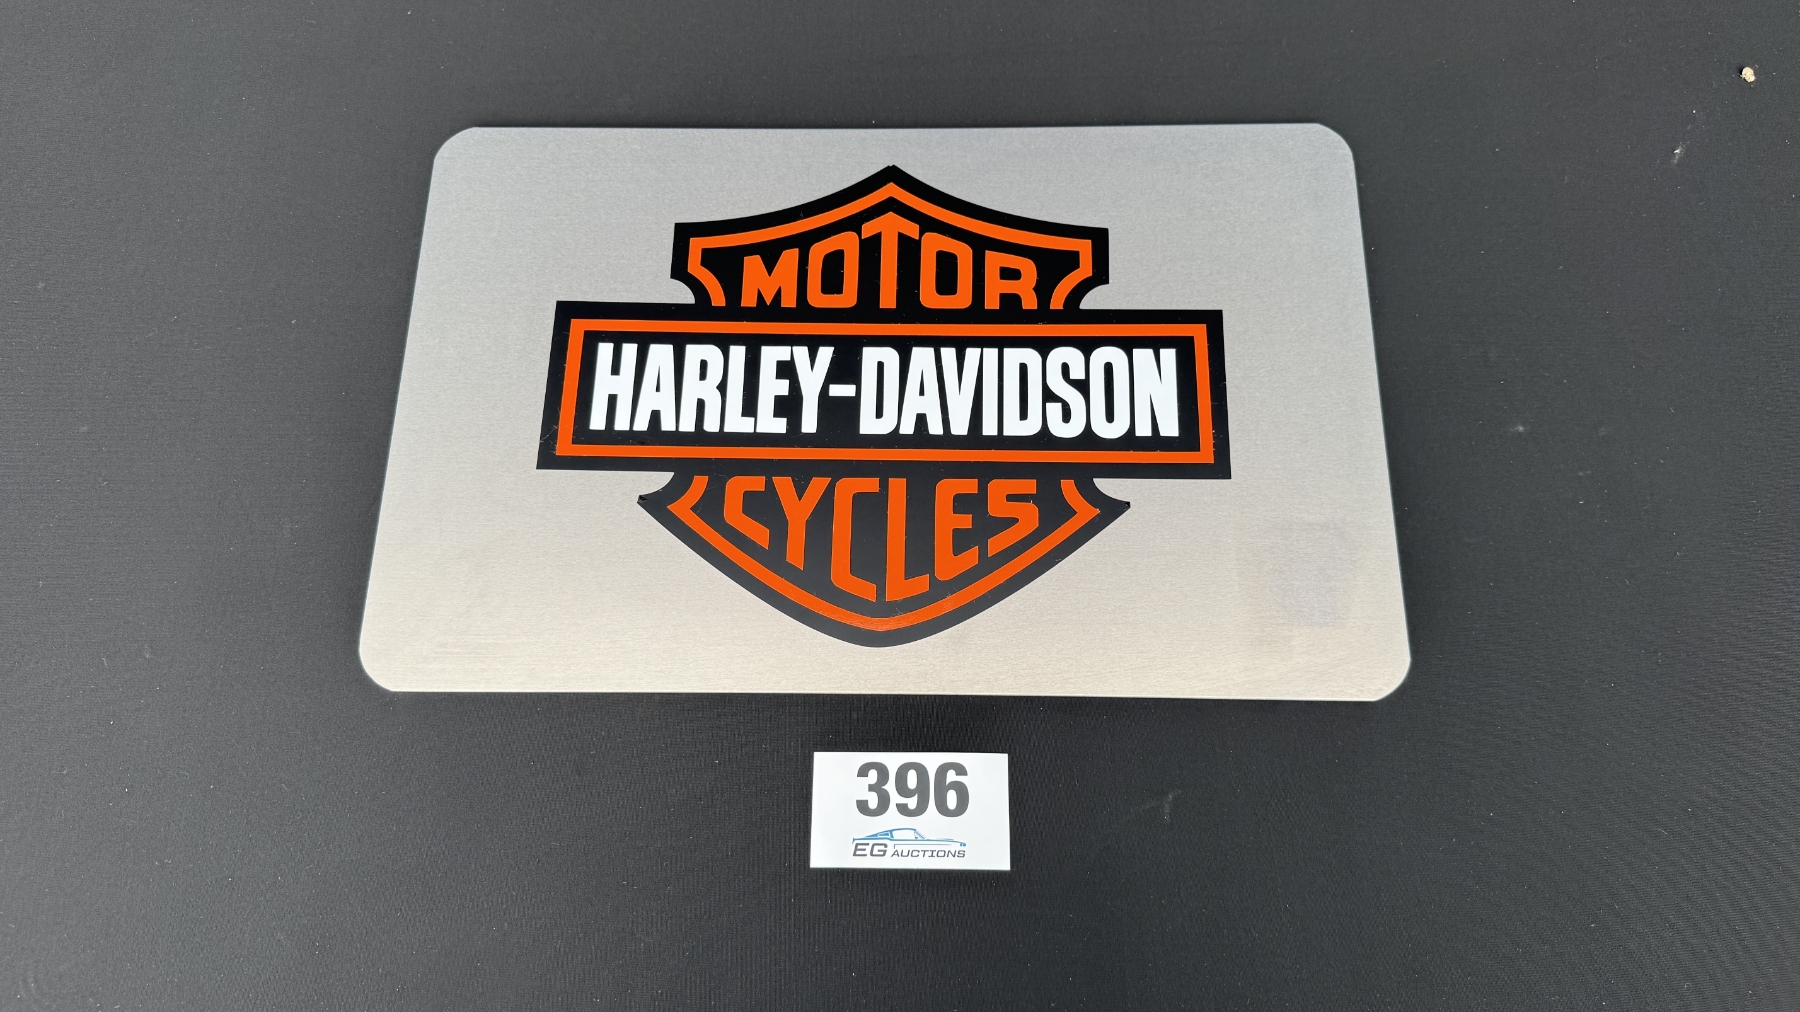 MOTOR
HARLEY-DAVIDSON
CYCLES
396
EG AUCTIONS